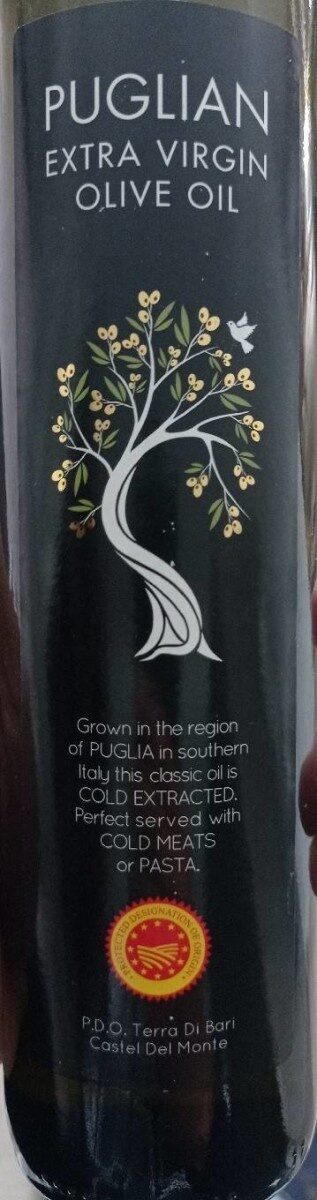 PUGLIAN
EXTRA VIRGIN
OLIVE OIL
Grown in the region
of PUGLIA in southern
Italy this classic oil is
COLD EXTRACTED.
Perfect served with
COLD MEATS
or PASTA.
PROTECTED DESIGNATION OF ORIGIN
P.D.O. Terra Di Bari
Castel Del Monte